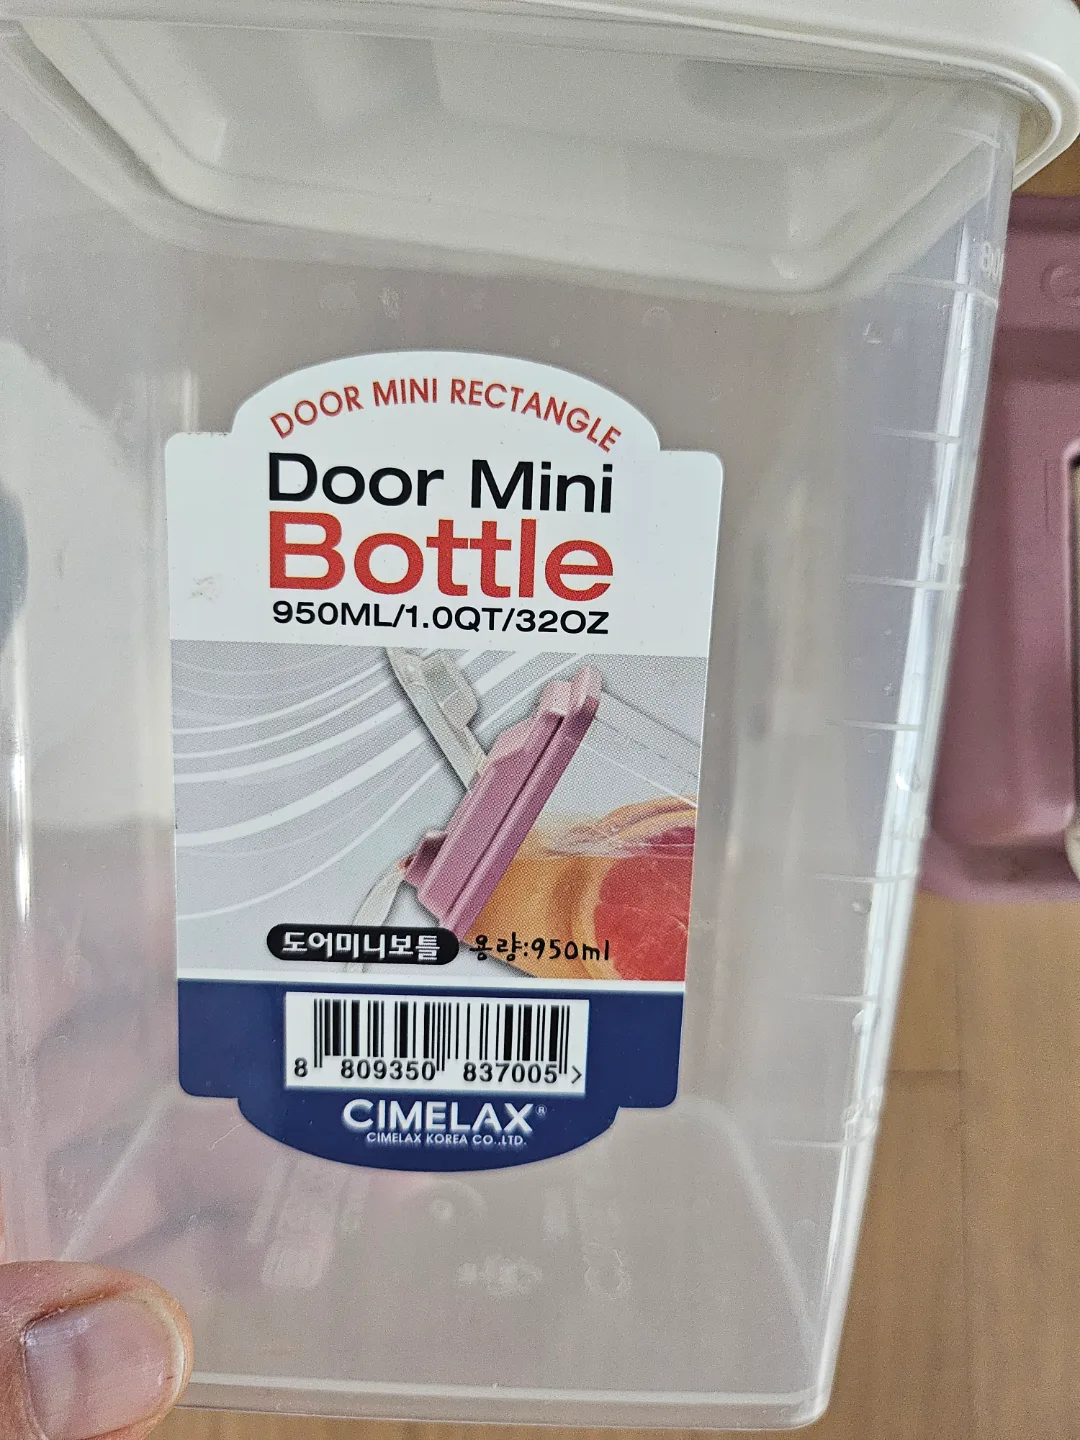 DOOR MINI RECTANGLE
Door Mini
Bottle
950ML/1.0QT/32OZ
도어미니보틀 용량:950ml
8 809350 837005 >
CIMELAX®
CIMELAX KOREA CO.,LTD.